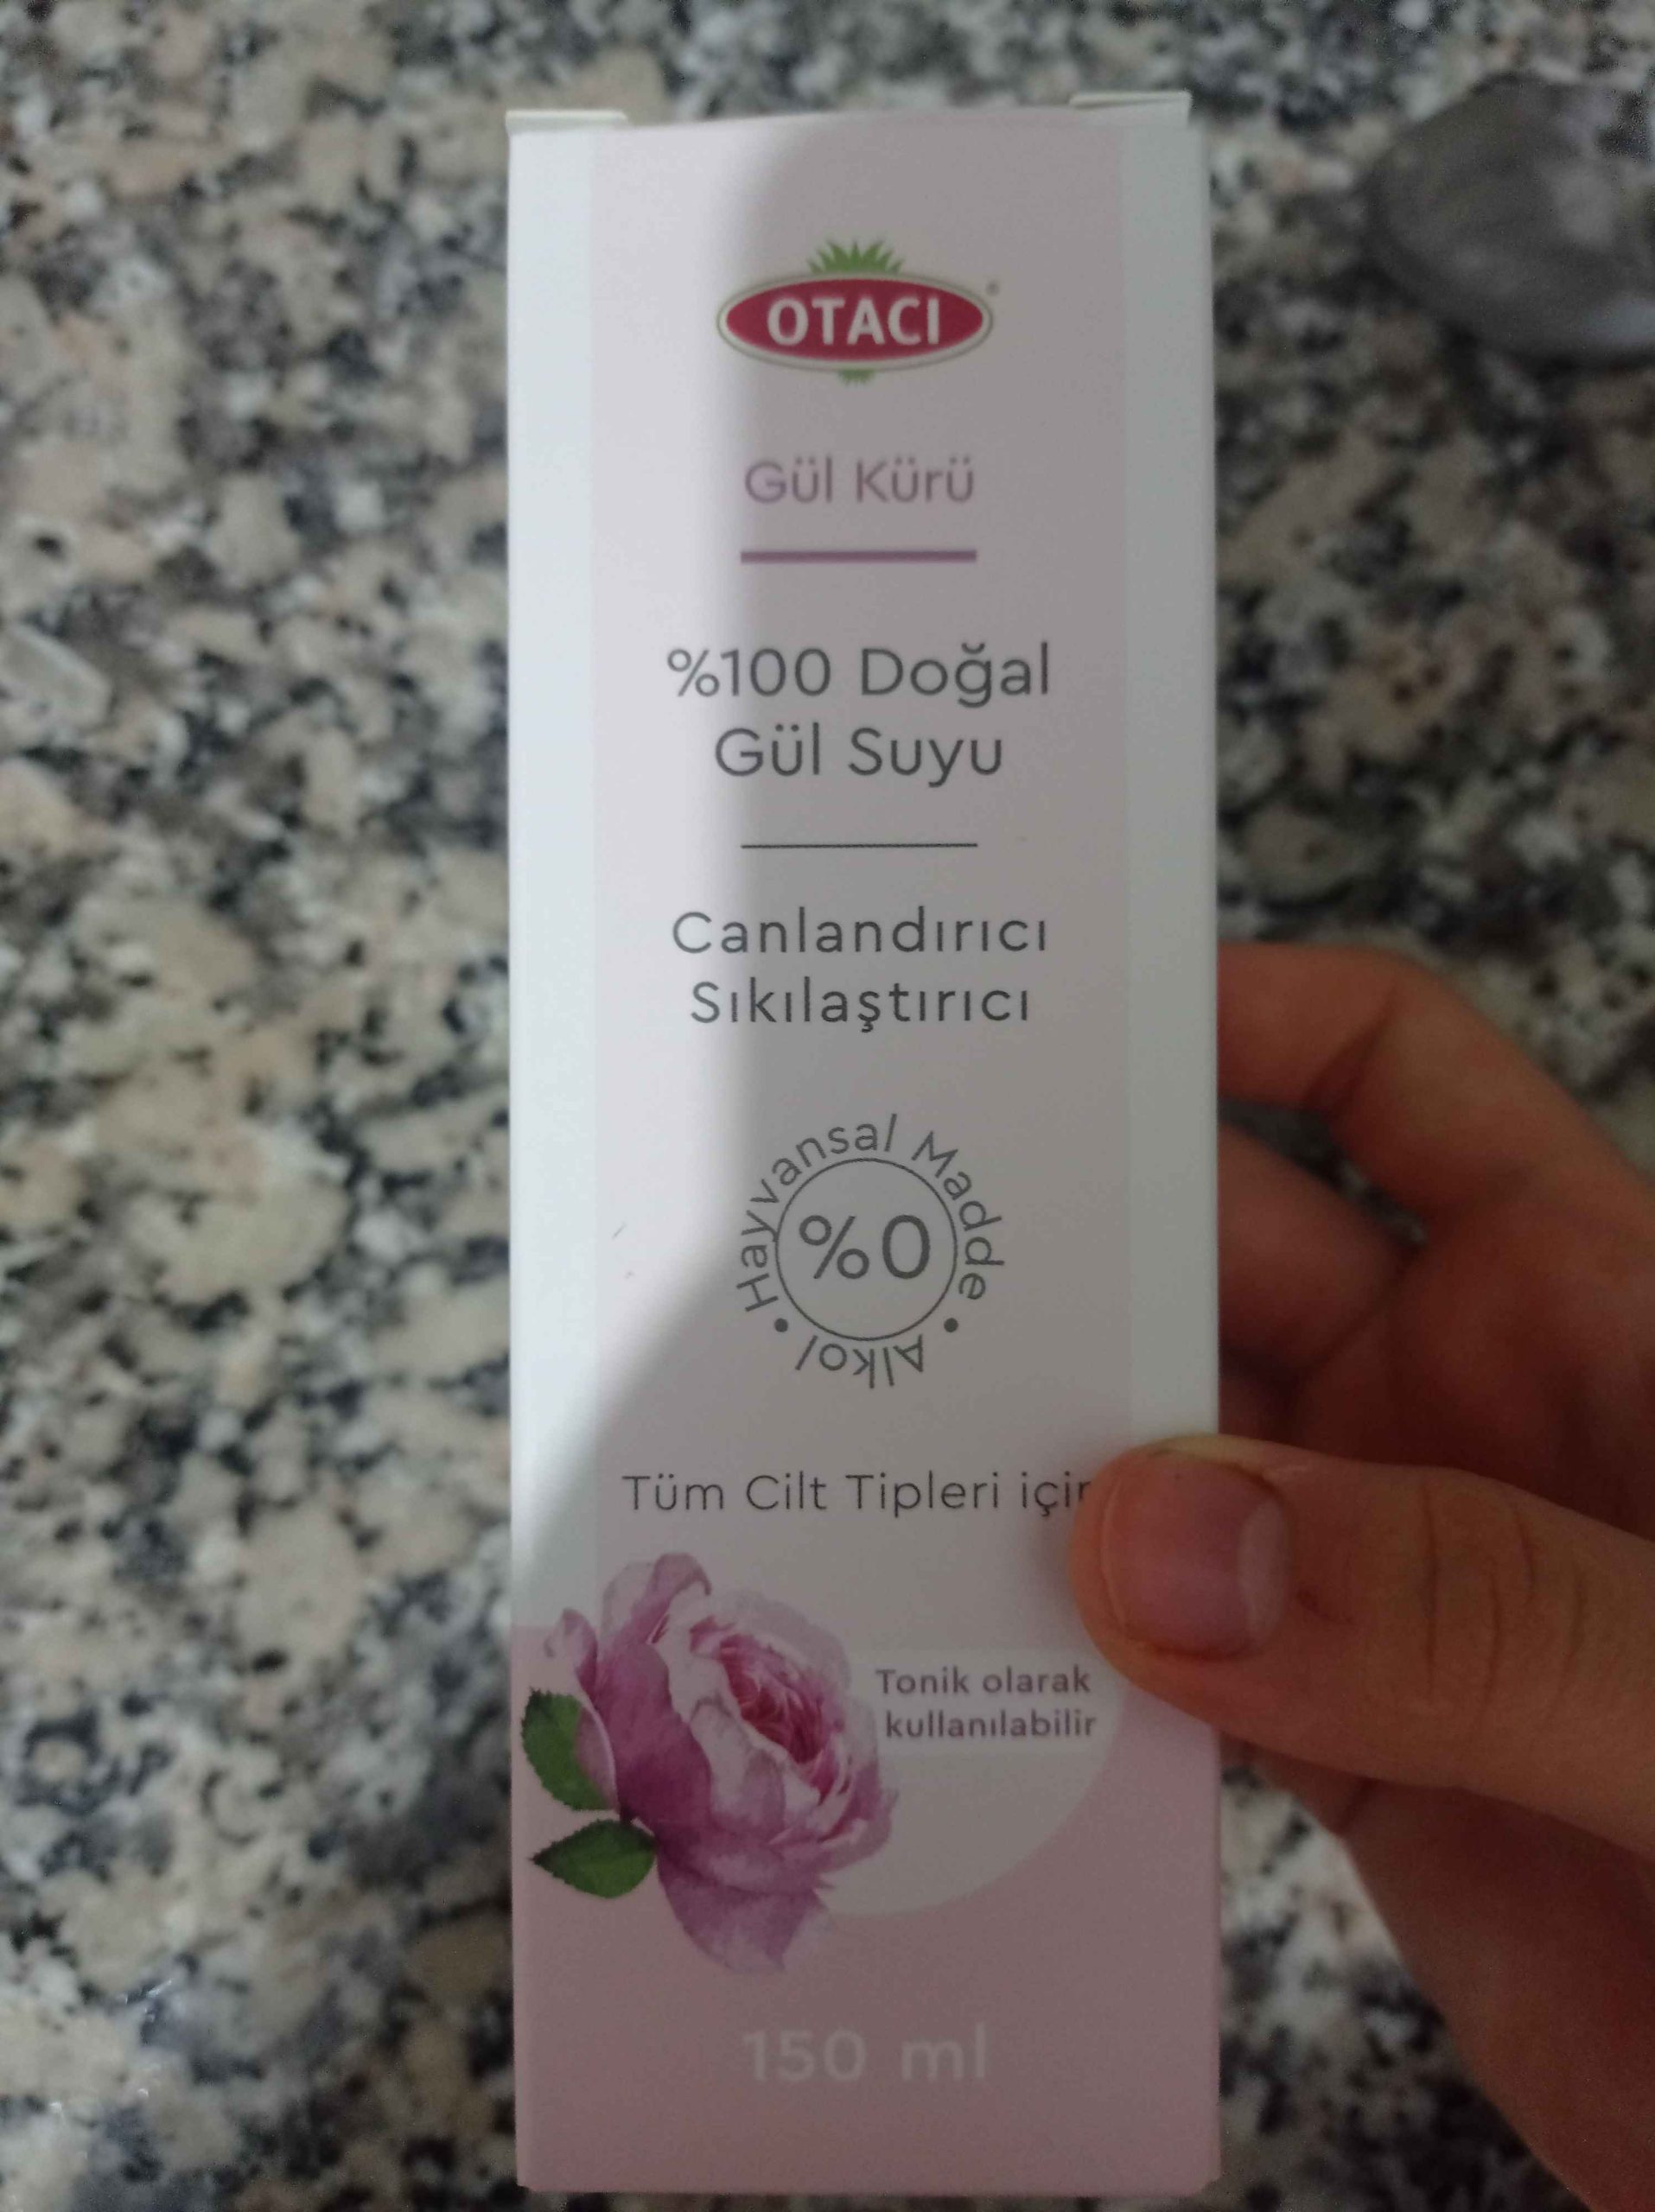 OTACI
Gül Kürü
%100 Doğal
Gül Suyu
Canlandırıcı
Sıkılaştırıcı
Hayvansal Madde • Alkol •
%0
Tüm Cilt Tipleri için
Tonik olarak
kullanılabilir
150 ml